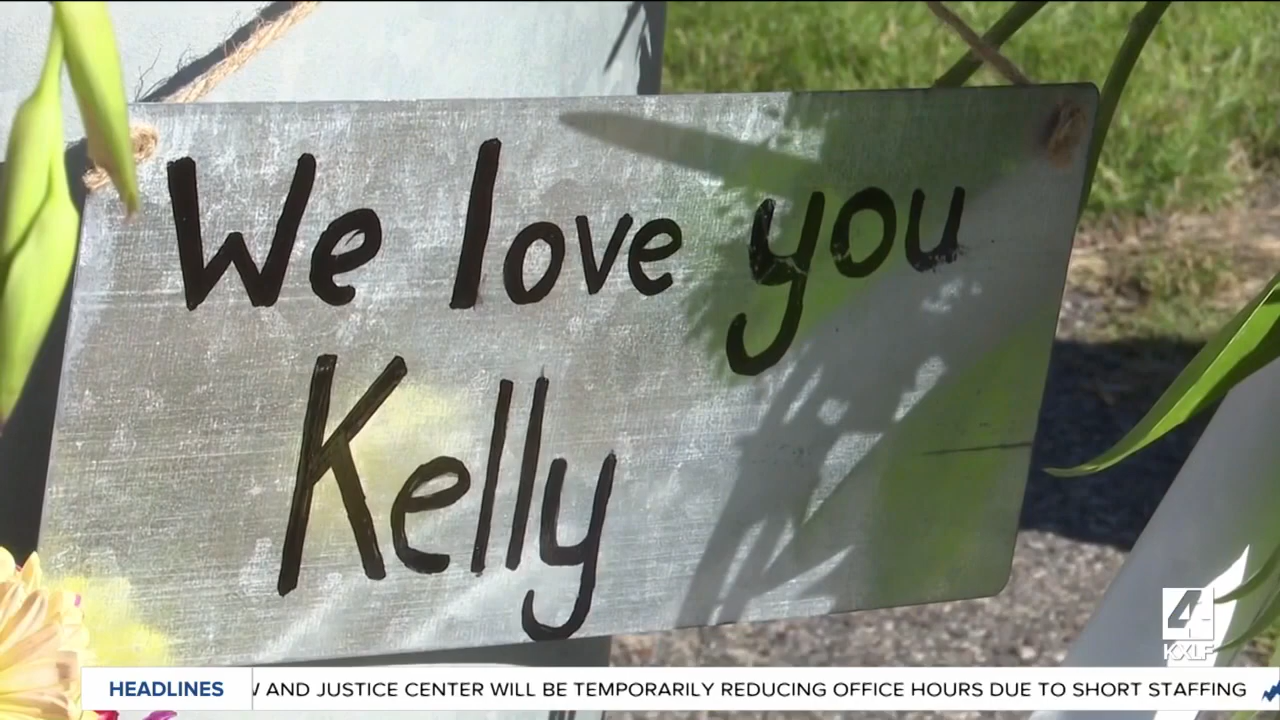 We love you
Kelly
4
KXLF
HEADLINES
AND JUSTICE CENTER WILL BE TEMPORARILY REDUCING OFFICE HOURS DUE TO SHORT STAFFING